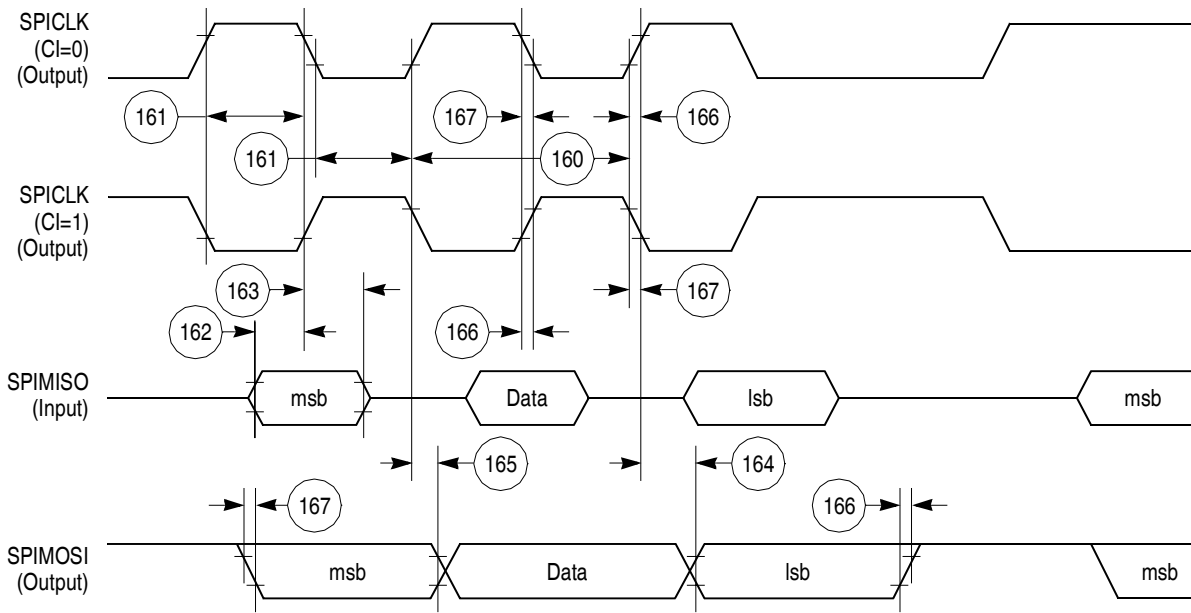 SPICLK
(CI=0)
(Output)
161
167
166
161
160
SPICLK
(CI=1)
(Output)
163
167
162
166
SPIMISO
(Input)
msb
Data
lsb
msb
165
164
167
166
SPIMOSI
(Output)
msb
Data
lsb
msb